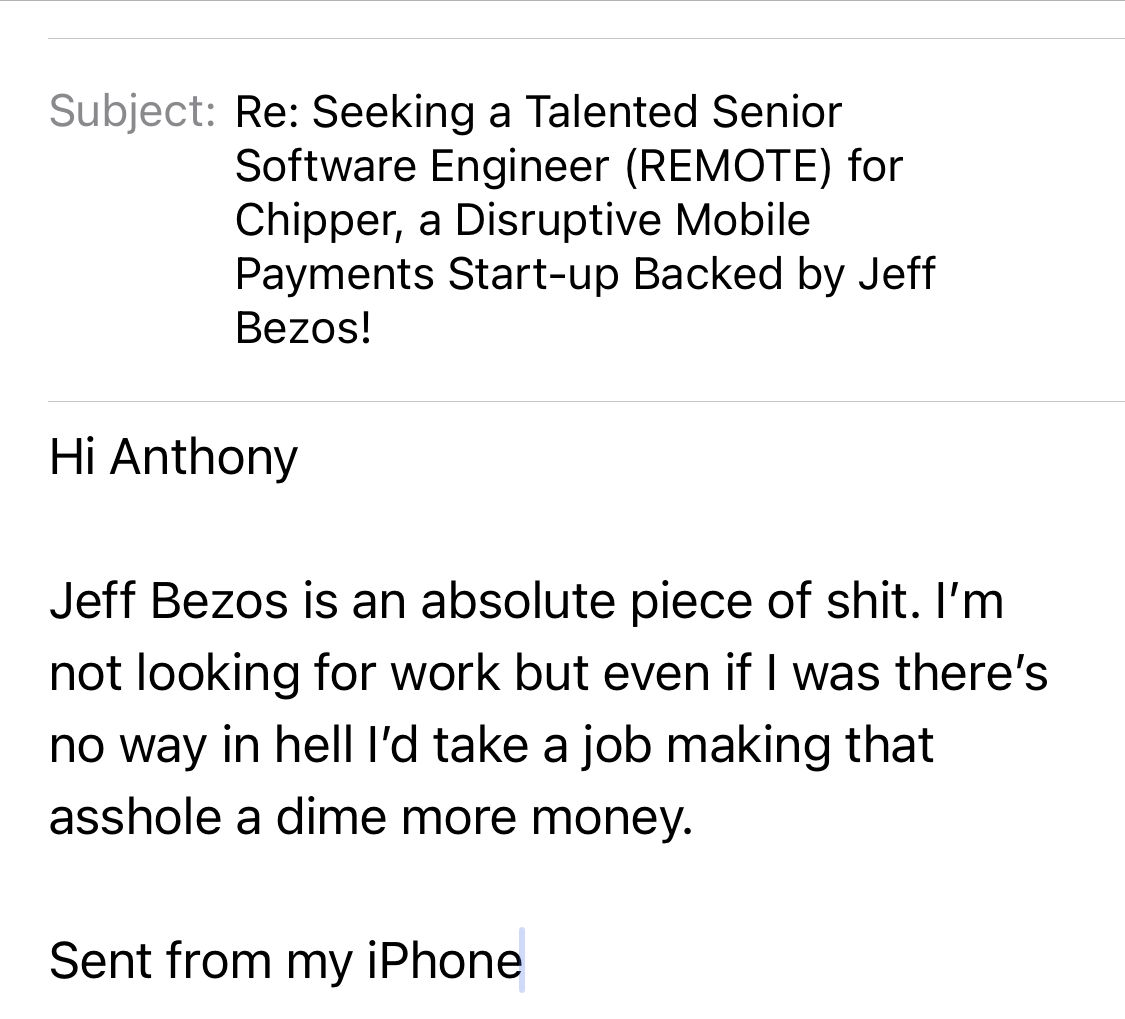 Subject: Re: Seeking a Talented Senior
Software Engineer (REMOTE) for
Chipper, a Disruptive Mobile
Payments Start-up Backed by Jeff
Bezos!
Hi Anthony
Jeff Bezos is an absolute piece of shit. I’m
not looking for work but even if I was there’s
no way in hell I’d take a job making that
asshole a dime more money.
Sent from my iPhone